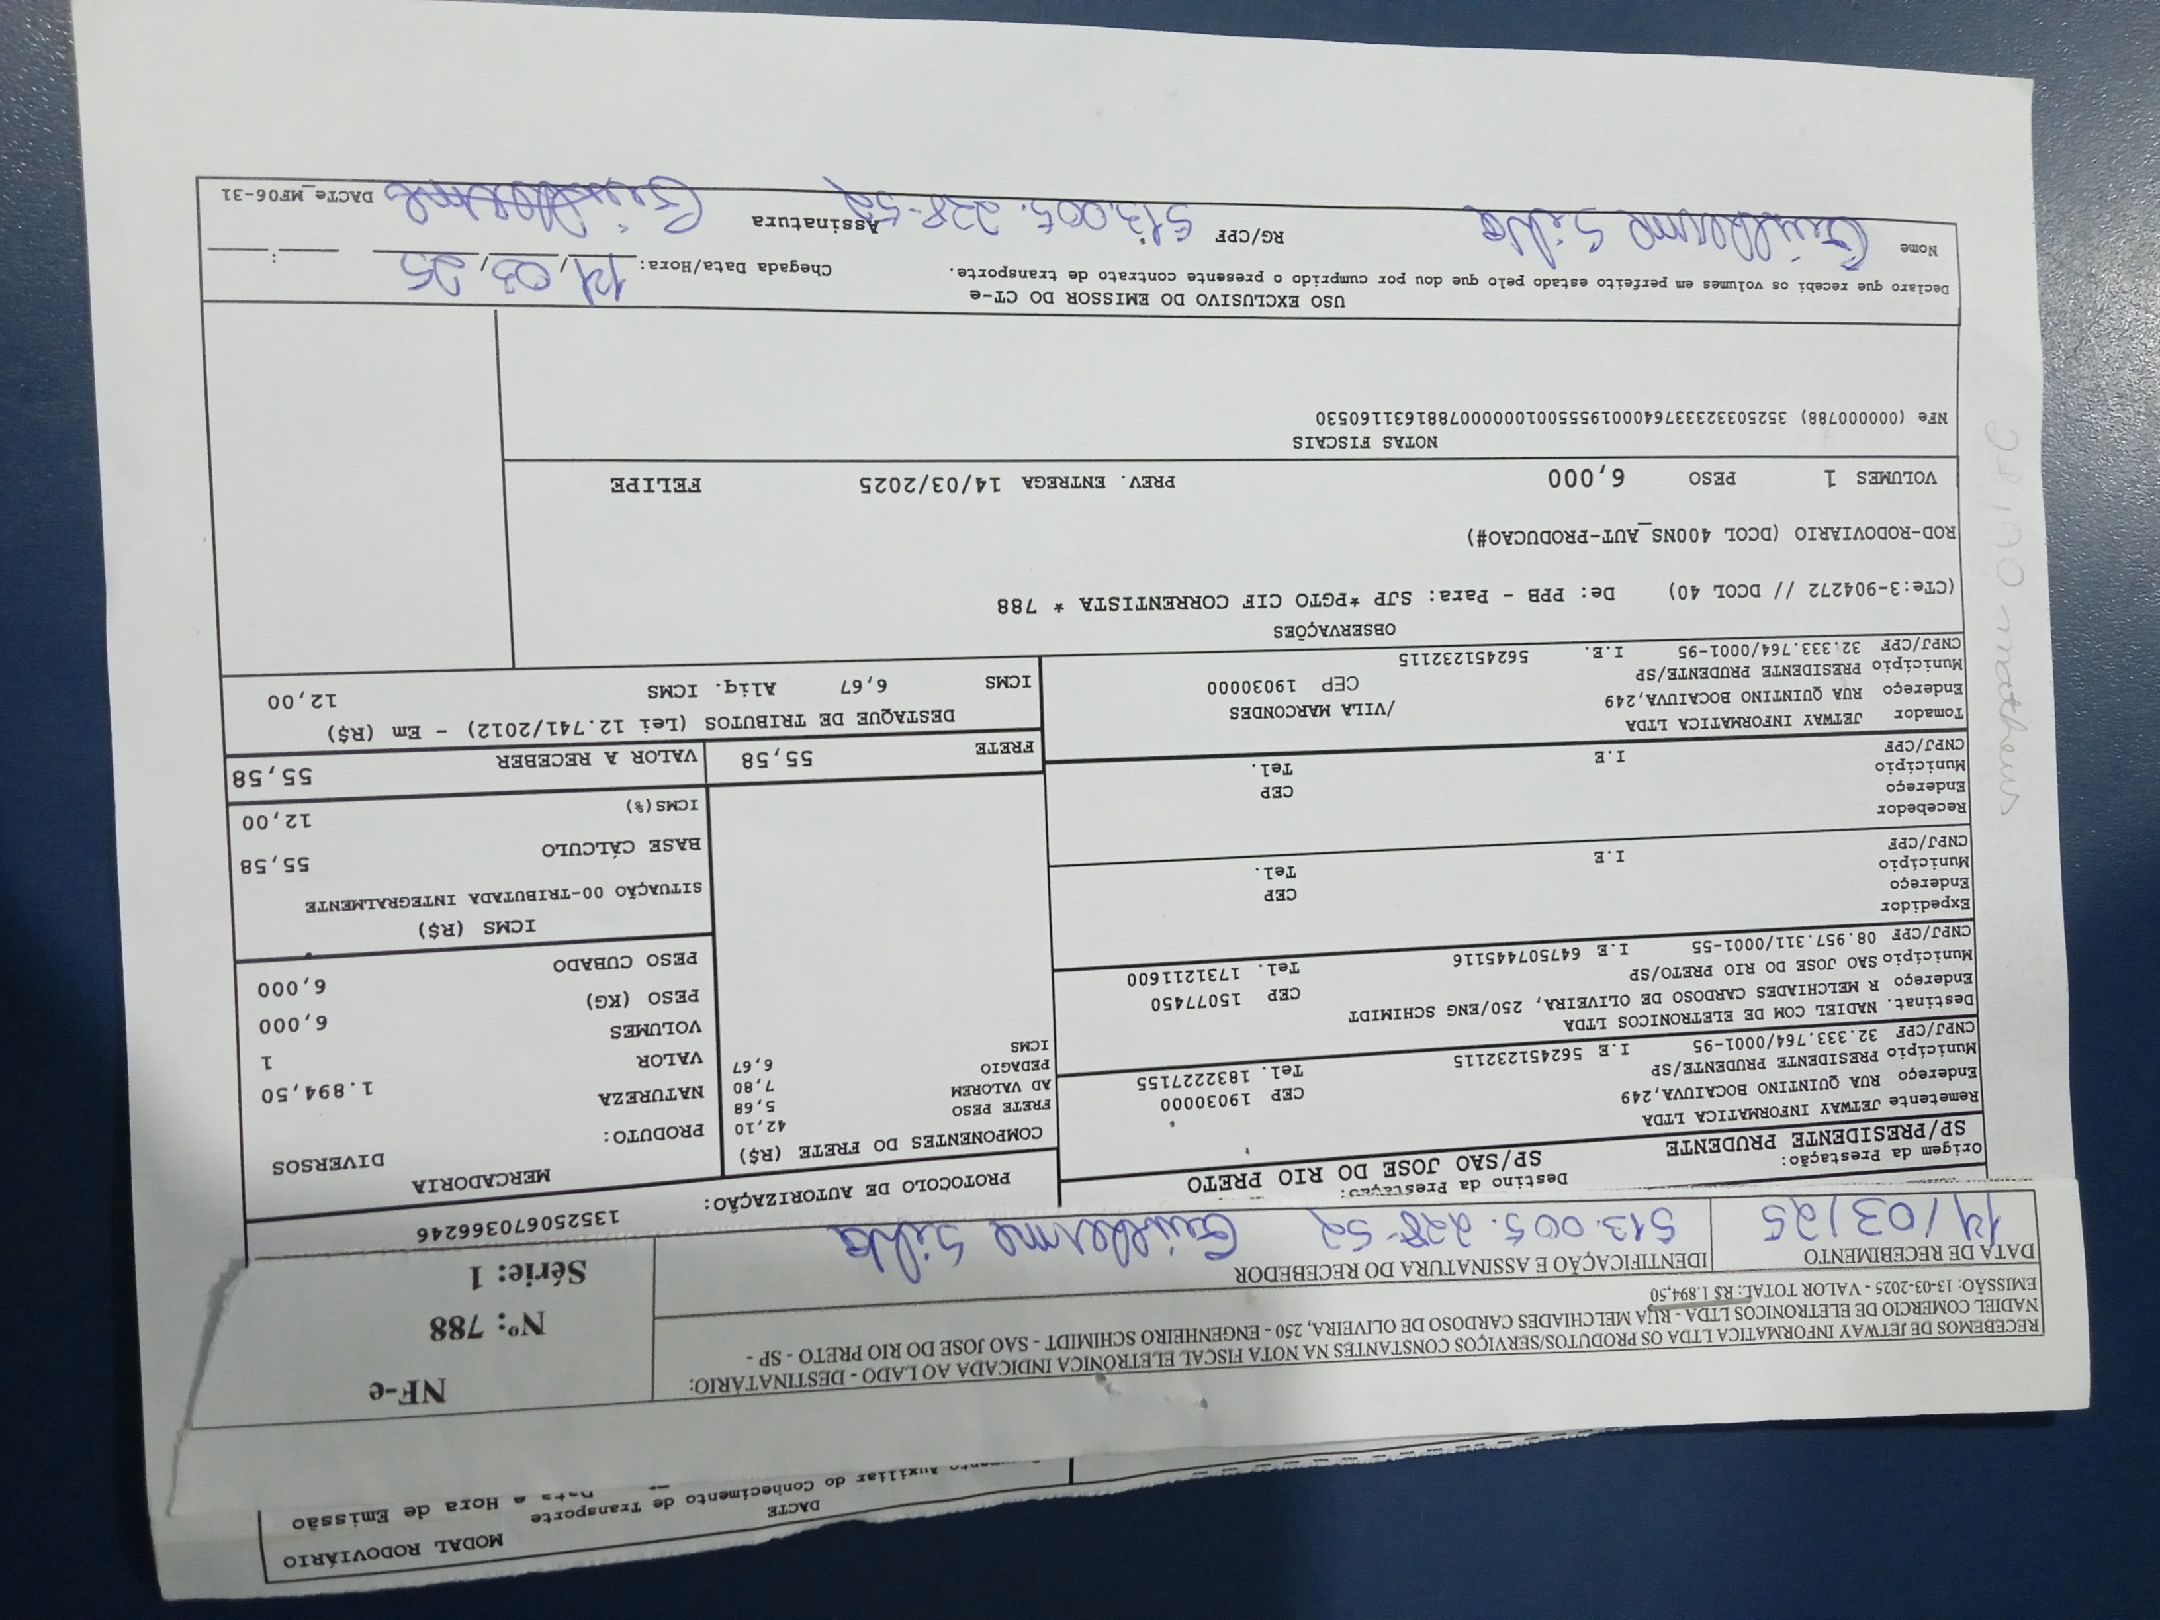 MODAL RODOVIÁRIO
DACTE
Auxiliar do Conhecimento de Transporte
Data e Hora de Emissão
RECEBEMOS DE JETWAY INFORMATICA LTDA OS PRODUTOS/SERVIÇOS CONSTANTES NA NOTA FISCAL ELETRÔNICA INDICADA AO LADO - DESTINATÁRIO:
NADIEL COMERCIO DE ELETRONICOS LTDA - RUA MELCHIADES CARDOSO DE OLIVEIRA, 250 - ENGENHEIRO SCHIMIDT - SAO JOSE DO RIO PRETO - SP -
EMISSÃO: 13-03-2025 - VALOR TOTAL: R$ 1.894,50
NF-e
Nº: 788
Série: 1
DATA DE RECEBIMENTO
14/03/25
IDENTIFICAÇÃO E ASSINATURA DO RECEBEDOR
513.005.228-52 Guilherme Silva
Origem da Prestação:
SP/PRESIDENTE PRUDENTE
Destino da Prestação:
SP/SAO JOSE DO RIO PRETO
PROTOCOLO DE AUTORIZAÇÃO:
135250670366246
Remetente JETWAY INFORMATICA LTDA
Endereço RUA QUINTINO BOCAIUVA,249 CEP 19030000
Município PRESIDENTE PRUDENTE/SP Tel. 1832227155
CNPJ/CPF 32.333.764/0001-95 I.E 562451232115
Destinat. NADIEL COM DE ELETRONICOS LTDA
Endereço R MELCHIADES CARDOSO DE OLIVEIRA, 250/ENG SCHIMIDT CEP 15077450
Município SAO JOSE DO RIO PRETO/SP Tel. 1731211600
CNPJ/CPF 08.957.311/0001-55 I.E 647507445116
Expedidor
Endereço CEP
Município Tel.
CNPJ/CPF I.E
Recebedor
Endereço CEP
Município Tel.
CNPJ/CPF I.E
Tomador JETWAY INFORMATICA LTDA
Endereço RUA QUINTINO BOCAIUVA,249 /VILA MARCONDES
Município PRESIDENTE PRUDENTE/SP CEP 19030000
CNPJ/CPF 32.333.764/0001-95 I.E. 562451232115
COMPONENTES DO FRETE (R$)
FRETE PESO 42,10
AD VALOREM 5,68
PEDAGIO 7,80
ICMS 6,67
MERCADORIA
PRODUTO: DIVERSOS
NATUREZA
VALOR 1.894,50
VOLUMES 1
PESO (KG) 6,000
PESO CUBADO 6,000
ICMS (R$)
SITUAÇÃO 00-TRIBUTADA INTEGRALMENTE
BASE CÁLCULO 55,58
ICMS(%) 12,00
FRETE 55,58
VALOR A RECEBER 55,58
DESTAQUE DE TRIBUTOS (Lei 12.741/2012) - Em (R$)
ICMS 6,67 Aliq. ICMS 12,00
OBSERVAÇÕES
(CTe:3-904272 // DCOL 40) De: PPB - Para: SJP *PGTO CIF CORRENTISTA * 788
ROD-RODOVIARIO (DCOL 400NS_AUT-PRODUCAO#)
VOLUMES 1 PESO 6,000 PREV. ENTREGA 14/03/2025 FELIPE
NOTAS FISCAIS
NFe (000000788) 35250332333764000195550010000007881631160530
USO EXCLUSIVO DO EMISSOR DO CT-e
Declaro que recebi os volumes em perfeito estado pelo que dou por cumprido o presente contrato de transporte.
Chegada Data/Hora: 14/03/25 :
Nome Guilherme Silva RG/CPF 513.005.228-52 Assinatura Guilherme
DACTe_MF06-31